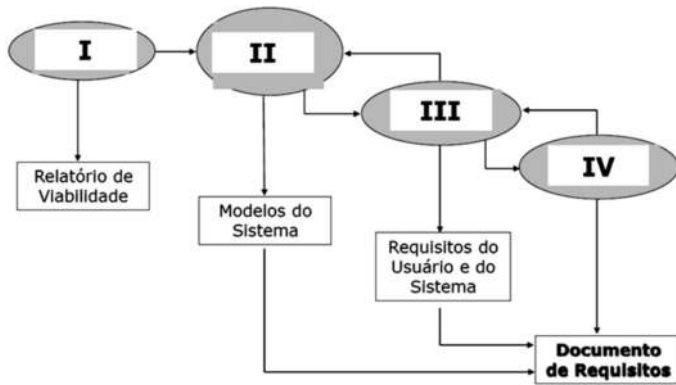 I
II
III
IV
Relatório de
Viabilidade
Modelos do
Sistema
Requisitos do
Usuário e do
Sistema
Documento
de Requisitos